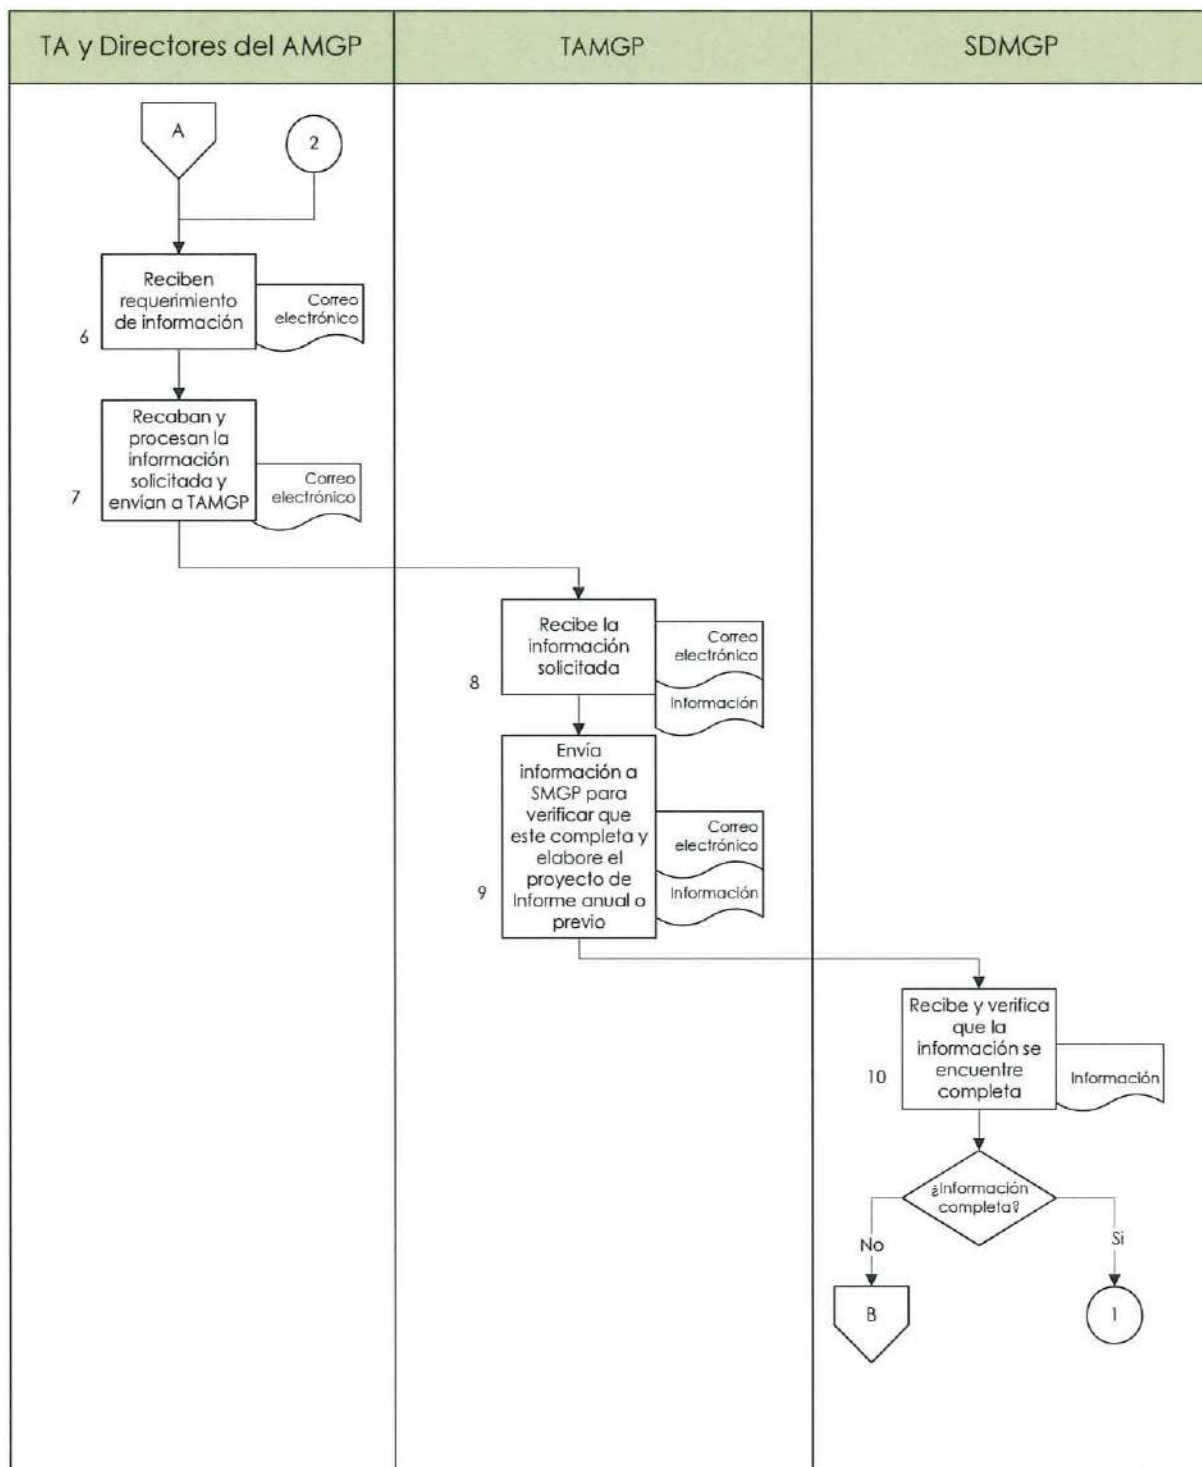 TA y Directores del AMGP
TAMGP
SDMGP
A
2
Reciben
requerimiento
de información
Correo
electrónico
6
Recaban y
procesan la
información
solicitada y
envían a TAMGP
Correo
electrónico
7
Recibe la
información
solicitada
Correo
electrónico
Información
8
Envía
información a
SMGP para
verificar que
este completa y
elabore el
proyecto de
Informe anual o
previo
Correo
electrónico
Información
9
Recibe y verifica
que la
información se
encuentre
completa
Información
10
¿Información
completa?
No
Si
B
1